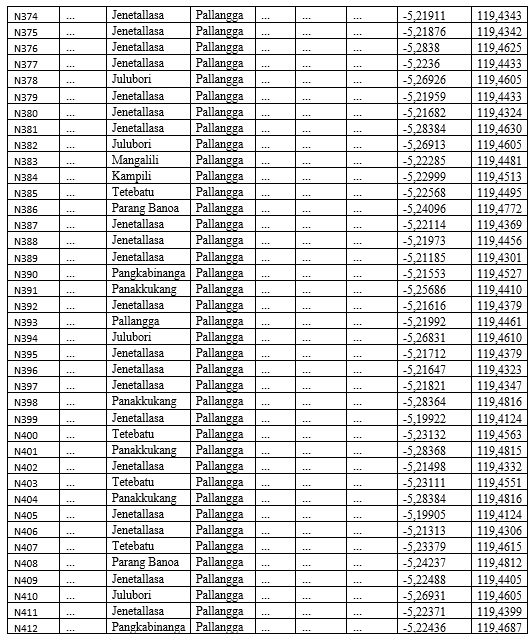 N374 ... Jenetallasa Pallangga ... ... ... -5,21911 119,4343
N375 ... Jenetallasa Pallangga ... ... ... -5,21876 119,4342
N376 ... Jenetallasa Pallangga ... ... ... -5,2838 119,4625
N377 ... Jenetallasa Pallangga ... ... ... -5,2236 119,4433
N378 ... Julubori Pallangga ... ... ... -5,26926 119,4605
N379 ... Jenetallasa Pallangga ... ... ... -5,21959 119,4433
N380 ... Jenetallasa Pallangga ... ... ... -5,21682 119,4324
N381 ... Jenetallasa Pallangga ... ... ... -5,28384 119,4630
N382 ... Julubori Pallangga ... ... ... -5,26913 119,4605
N383 ... Mangalili Pallangga ... ... ... -5,22285 119,4481
N384 ... Kampili Pallangga ... ... ... -5,22999 119,4513
N385 ... Tetebatu Pallangga ... ... ... -5,22568 119,4495
N386 ... Parang Banoa Pallangga ... ... ... -5,24096 119,4772
N387 ... Jenetallasa Pallangga ... ... ... -5,22114 119,4369
N388 ... Jenetallasa Pallangga ... ... ... -5,21973 119,4456
N389 ... Jenetallasa Pallangga ... ... ... -5,21185 119,4301
N390 ... Pangkabinanga Pallangga ... ... ... -5,21553 119,4527
N391 ... Panakkukang Pallangga ... ... ... -5,25686 119,4410
N392 ... Jenetallasa Pallangga ... ... ... -5,21616 119,4379
N393 ... Pallangga Pallangga ... ... ... -5,21992 119,4461
N394 ... Julubori Pallangga ... ... ... -5,26831 119,4610
N395 ... Jenetallasa Pallangga ... ... ... -5,21712 119,4379
N396 ... Jenetallasa Pallangga ... ... ... -5,21647 119,4323
N397 ... Jenetallasa Pallangga ... ... ... -5,21821 119,4347
N398 ... Panakkukang Pallangga ... ... ... -5,28364 119,4816
N399 ... Jenetallasa Pallangga ... ... ... -5,19922 119,4124
N400 ... Tetebatu Pallangga ... ... ... -5,23132 119,4563
N401 ... Panakkukang Pallangga ... ... ... -5,28368 119,4815
N402 ... Jenetallasa Pallangga ... ... ... -5,21498 119,4332
N403 ... Tetebatu Pallangga ... ... ... -5,23111 119,4551
N404 ... Panakkukang Pallangga ... ... ... -5,28384 119,4816
N405 ... Jenetallasa Pallangga ... ... ... -5,19905 119,4124
N406 ... Jenetallasa Pallangga ... ... ... -5,21313 119,4306
N407 ... Tetebatu Pallangga ... ... ... -5,23379 119,4615
N408 ... Parang Banoa Pallangga ... ... ... -5,24237 119,4812
N409 ... Jenetallasa Pallangga ... ... ... -5,22488 119,4405
N410 ... Julubori Pallangga ... ... ... -5,26931 119,4605
N411 ... Jenetallasa Pallangga ... ... ... -5,22371 119,4399
N412 ... Pangkabinanga Pallangga ... ... ... -5,22436 119,4687